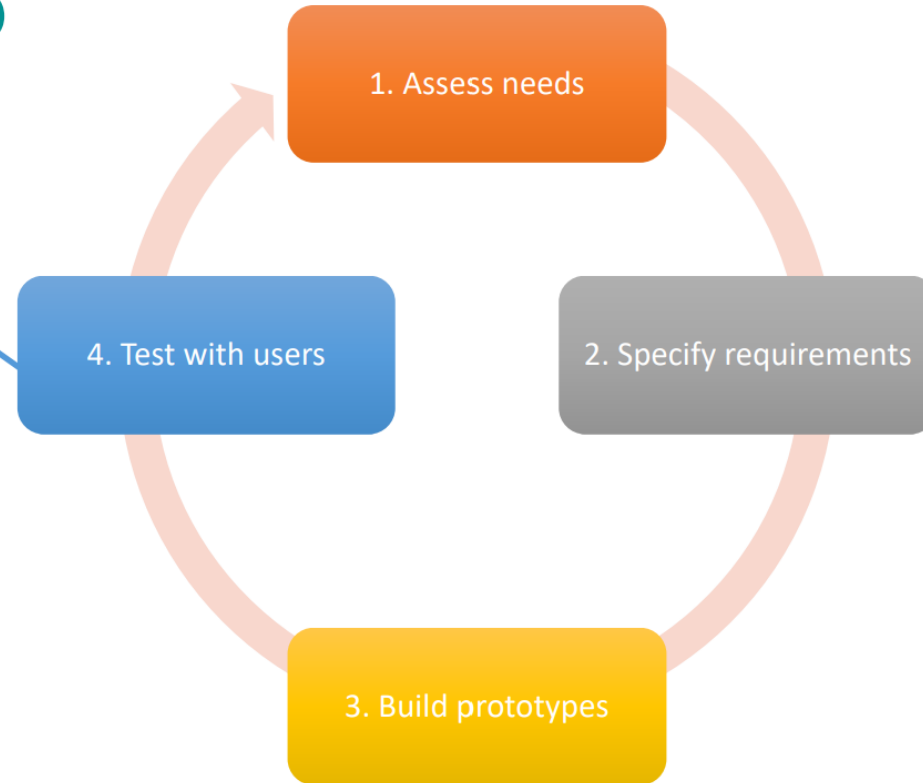 1. Assess needs
2. Specify requirements
3. Build prototypes
4. Test with users